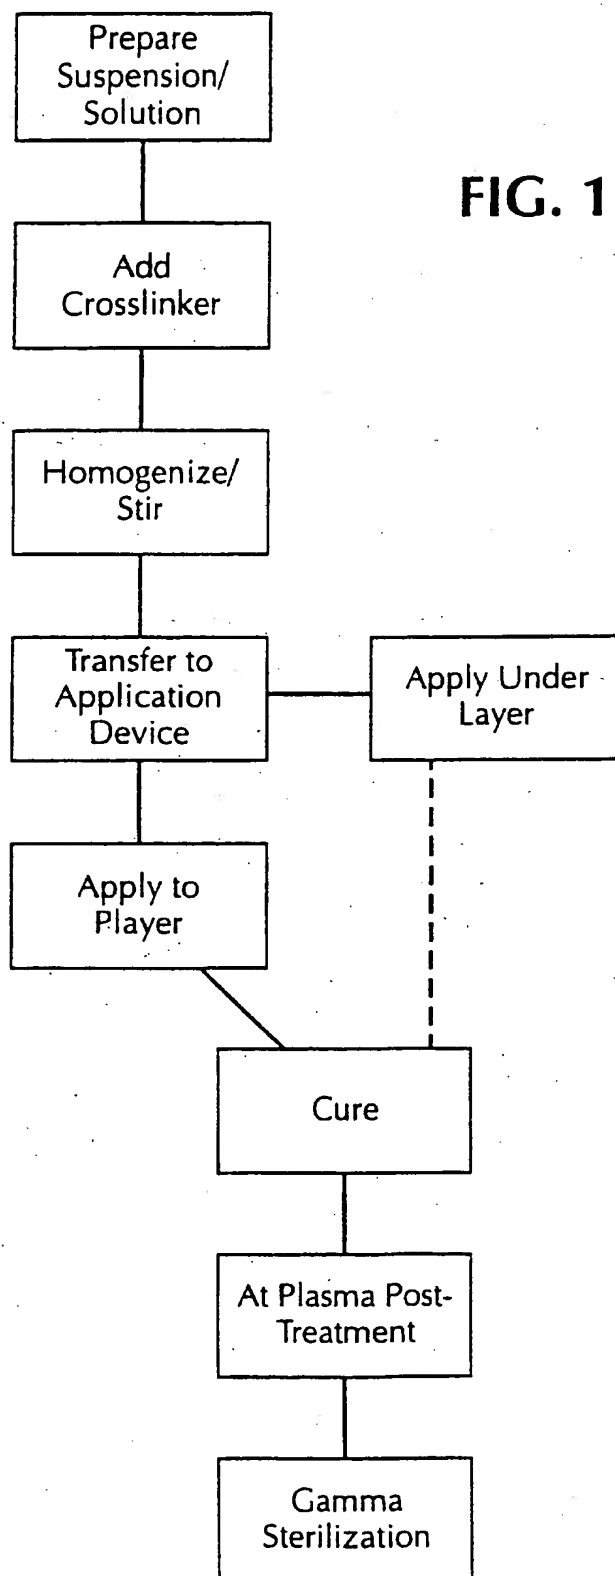 Prepare
Suspension/
Solution
FIG. 1
Add
Crosslinker
Homogenize/
Stir
Transfer to
Application
Device
Apply Under
Layer
Apply to
Player
Cure
At Plasma Post-
Treatment
Gamma
Sterilization